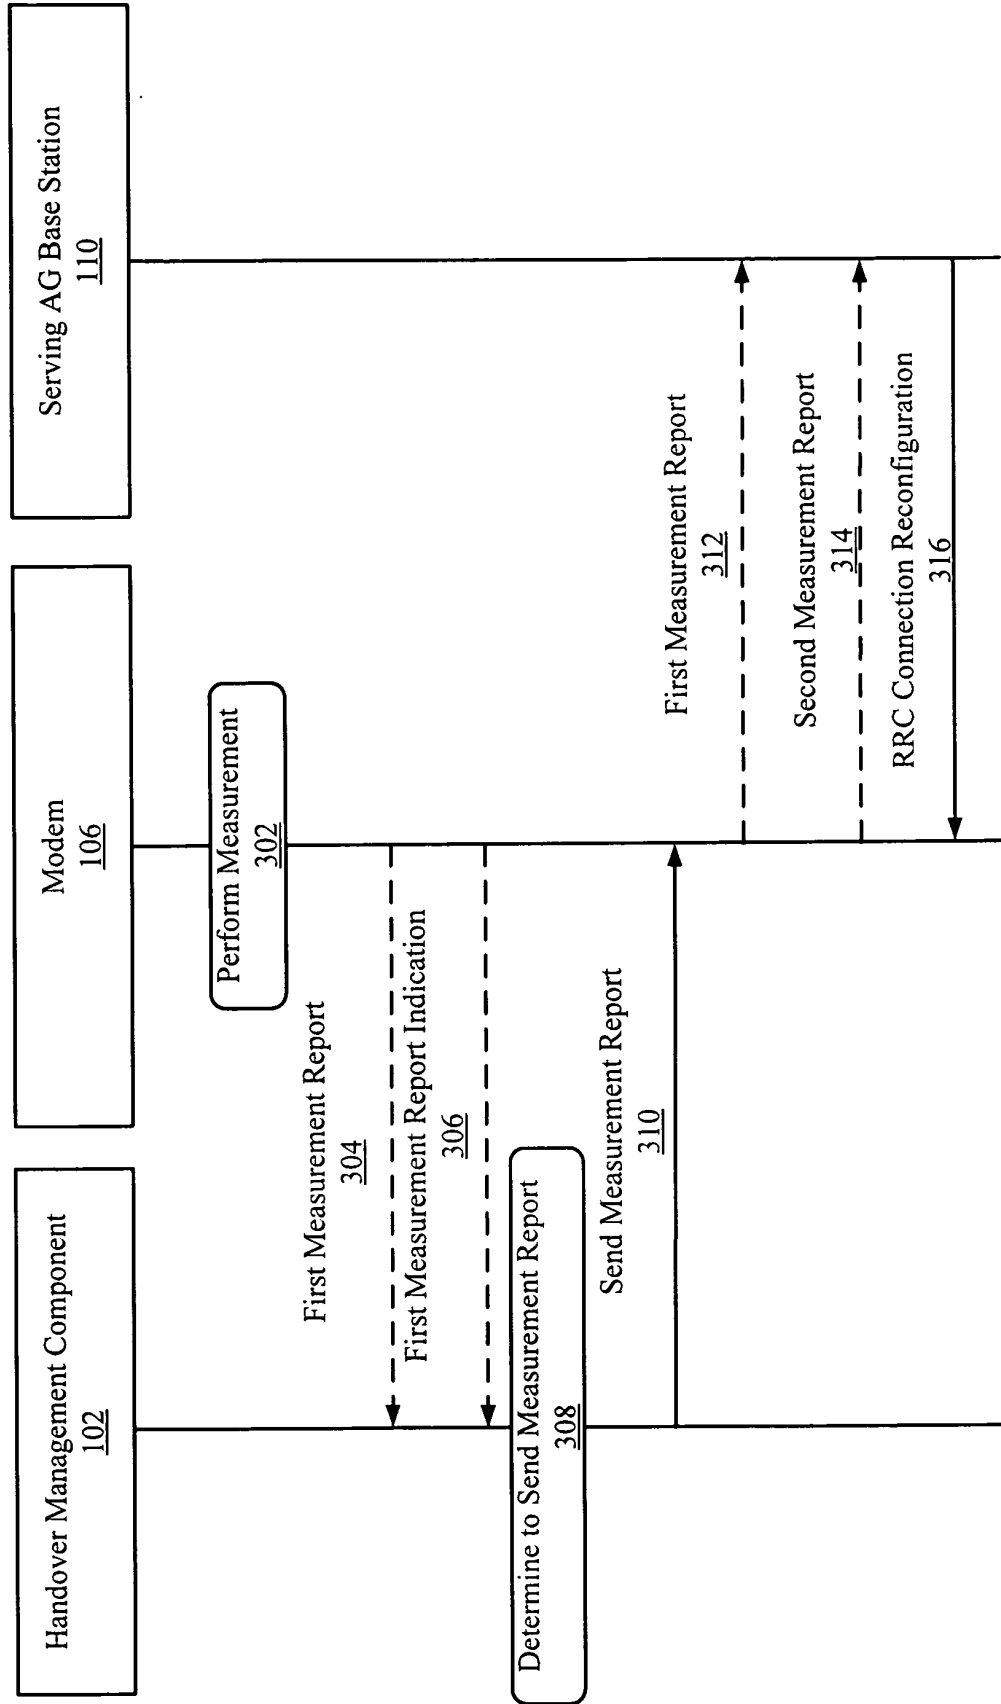 Handover Management Component
102
Modem
106
Serving AG Base Station
110
Perform Measurement
302
First Measurement Report
304
First Measurement Report Indication
306
Determine to Send Measurement Report
308
Send Measurement Report
310
First Measurement Report
312
Second Measurement Report
314
RRC Connection Reconfiguration
316